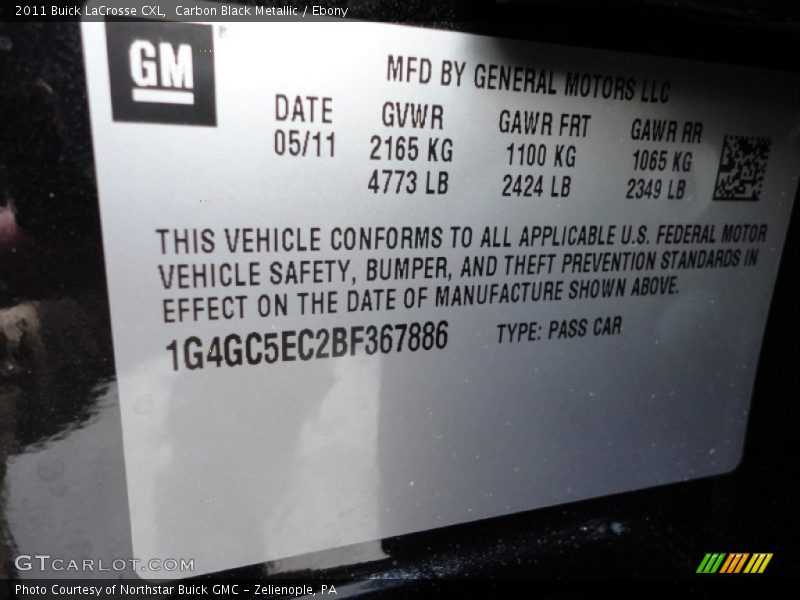 2011 Buick LaCrosse CXL, Carbon Black Metallic / Ebony
GM
MFD BY GENERAL MOTORS LLC
DATE GVWR GAWR FRT GAWR RR
05/11 2165 KG 1100 KG 1065 KG
4773 LB 2424 LB 2349 LB
THIS VEHICLE CONFORMS TO ALL APPLICABLE U.S. FEDERAL MOTOR
VEHICLE SAFETY, BUMPER, AND THEFT PREVENTION STANDARDS IN
EFFECT ON THE DATE OF MANUFACTURE SHOWN ABOVE.
1G4GC5EC2BF367886 TYPE: PASS CAR
GTCARLOT.COM
Photo Courtesy of Northstar Buick GMC – Zelienople, PA